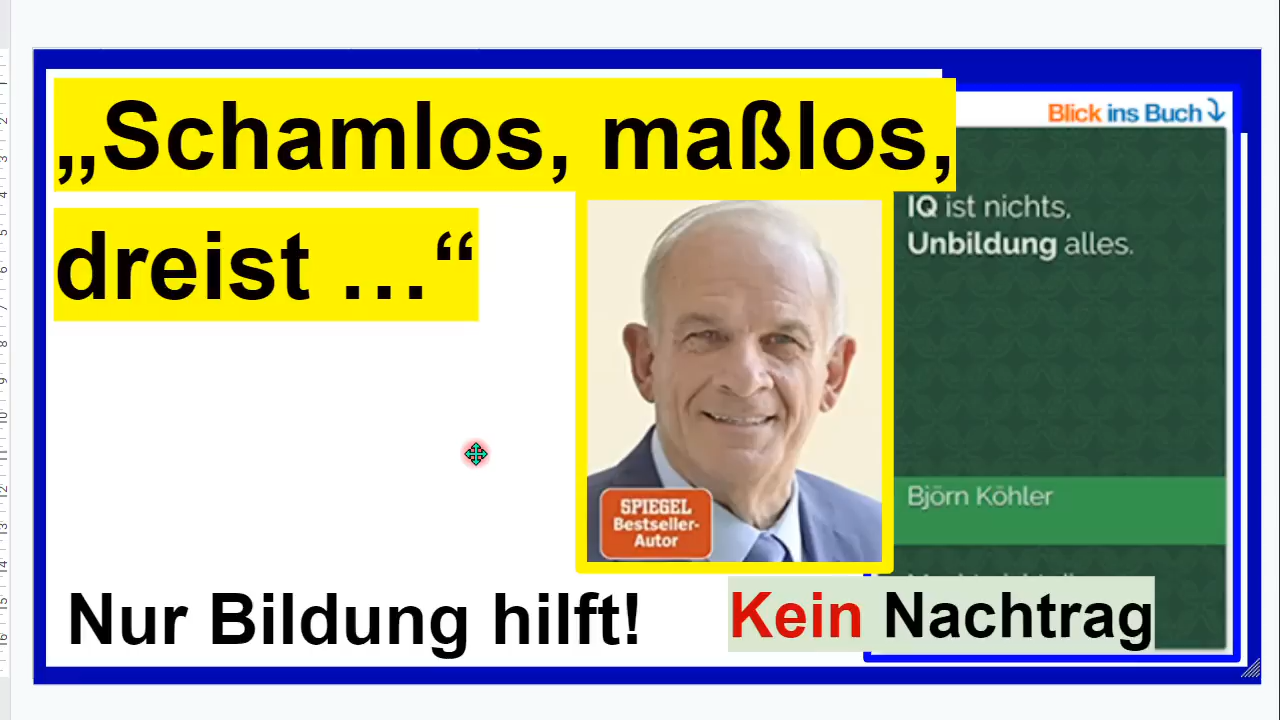 „Schamlos, maßlos,
dreist …“
Blick ins Buch
IQ ist nichts,
Unbildung alles.
Björn Köhler
SPIEGEL
Bestseller-
Autor
Nur Bildung hilft!
Kein Nachtrag